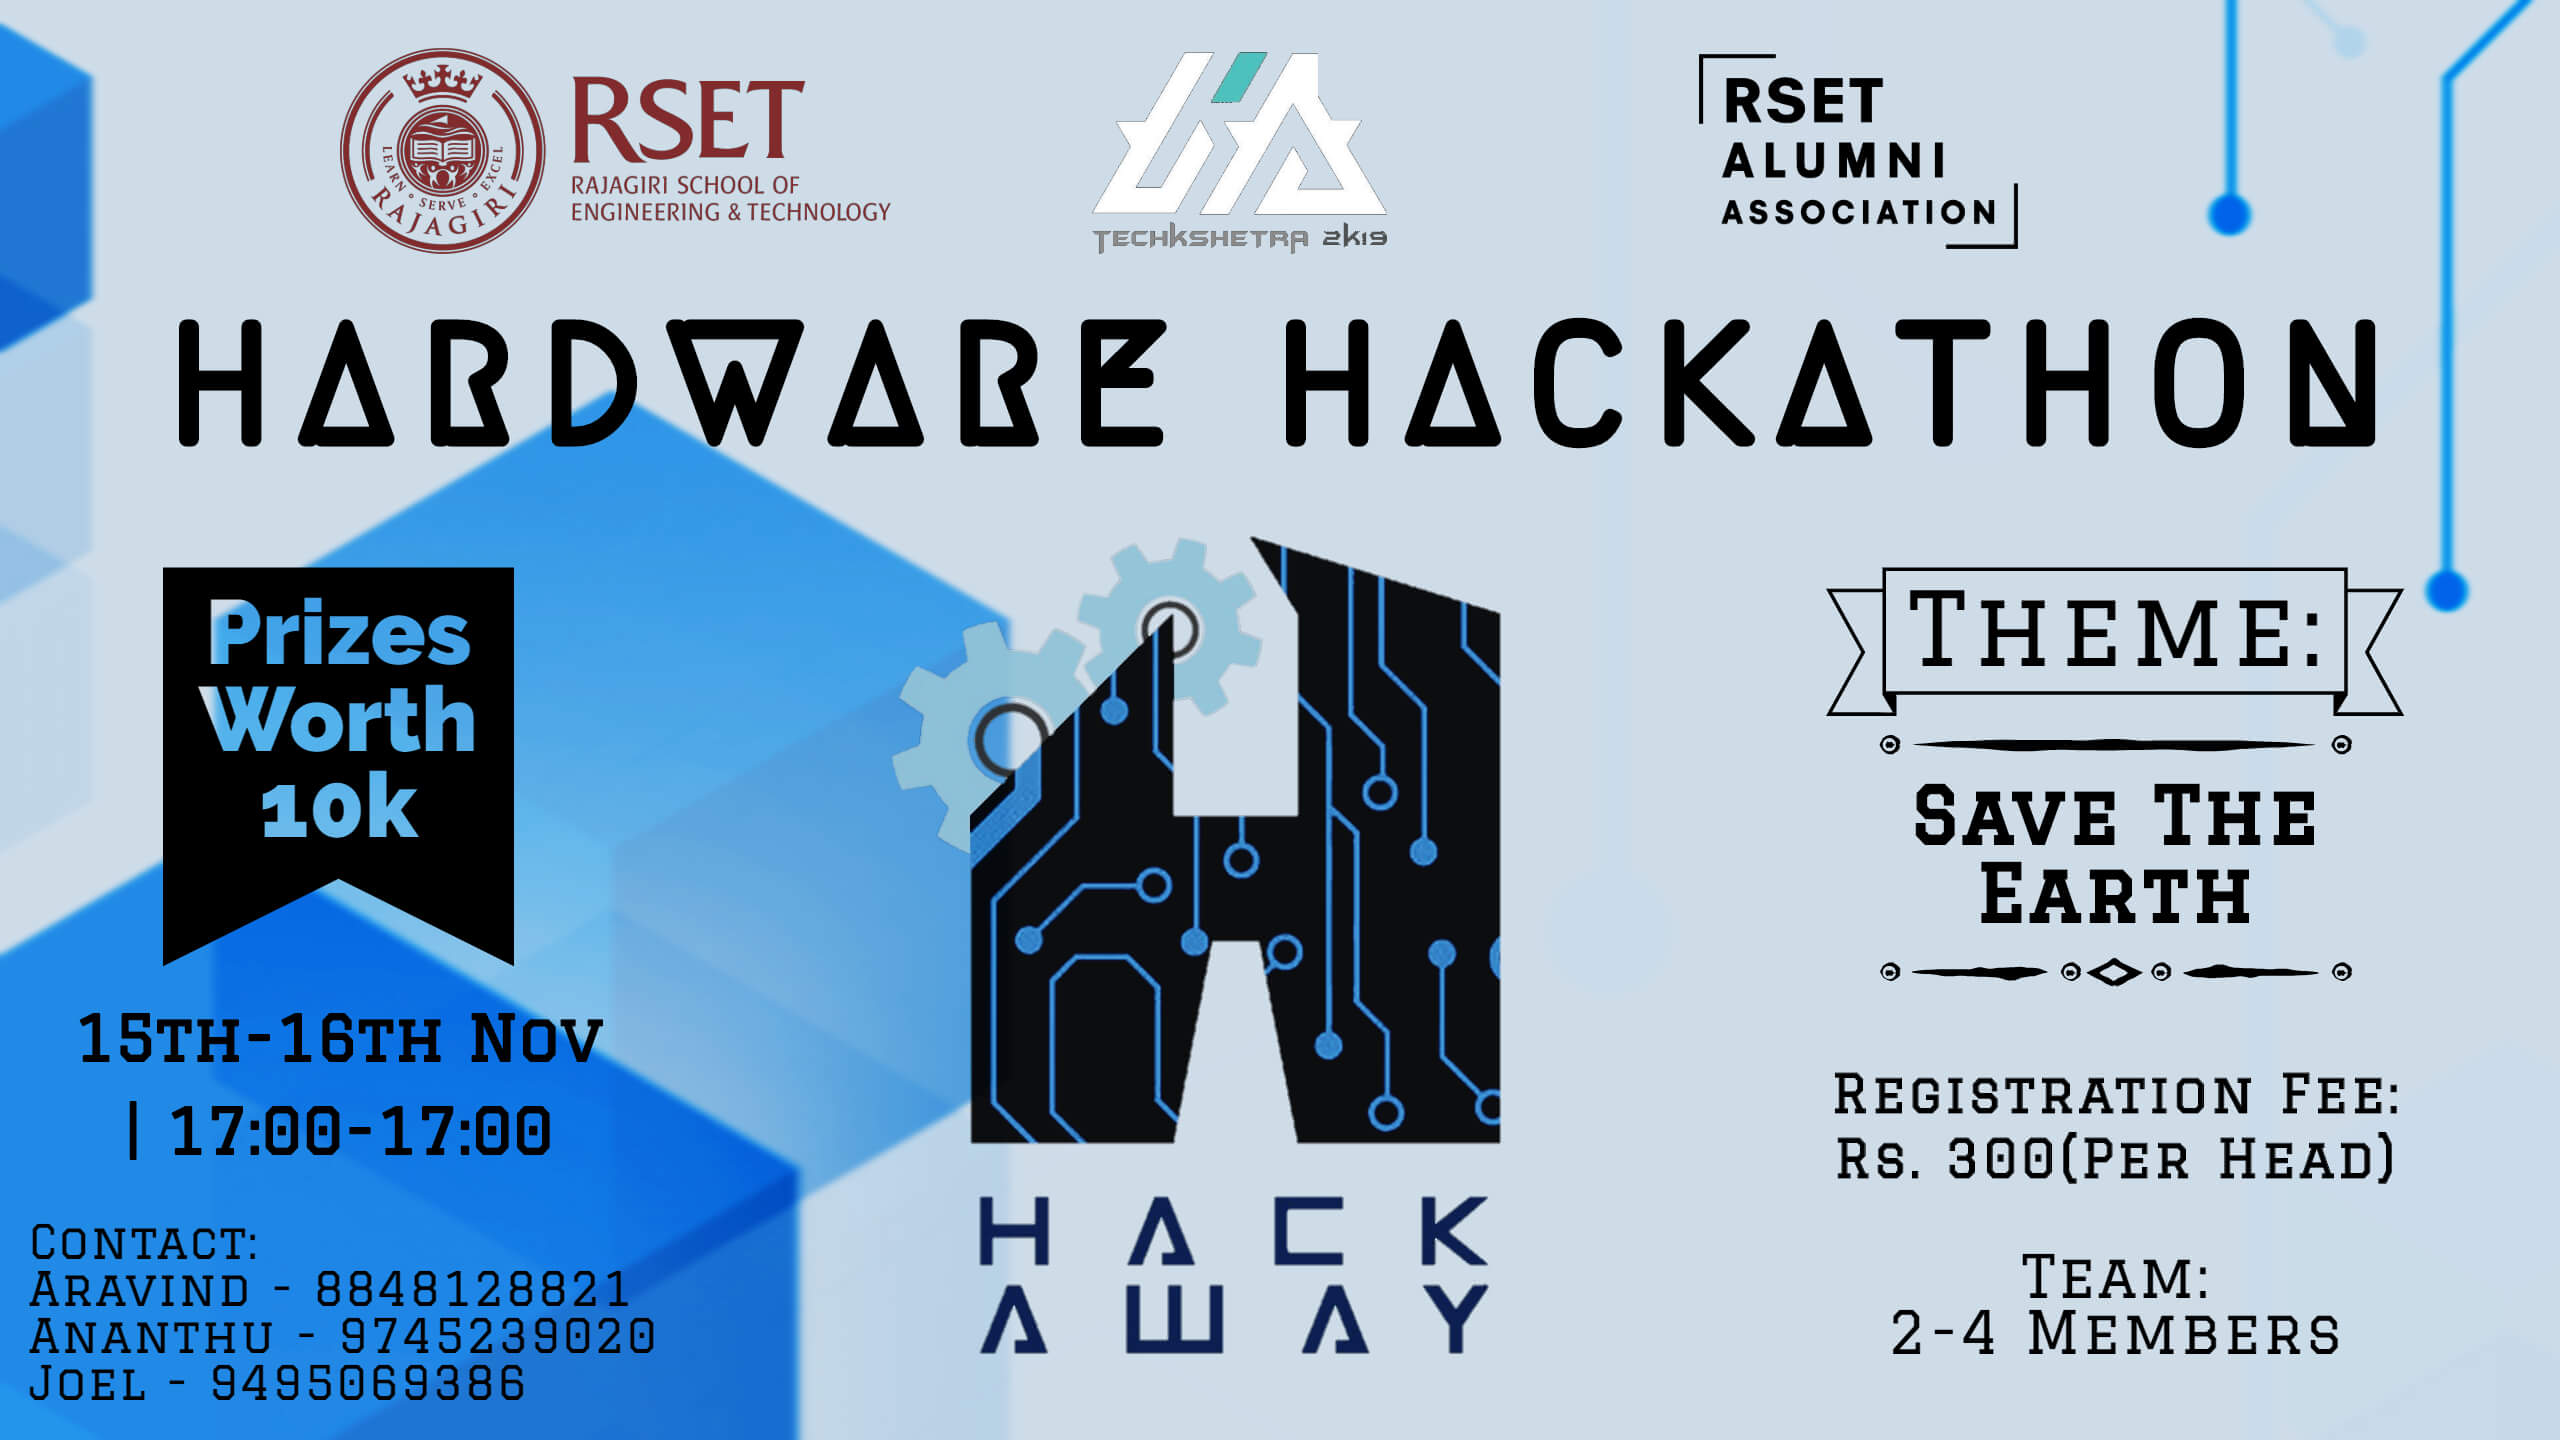 LEARN ° SERVE ° EXCEL
RAJAGIRI
RSET
RAJAGIRI SCHOOL OF
ENGINEERING & TECHNOLOGY
TECHKSHETRA 2K19
RSET
ALUMNI
ASSOCIATION
HARDWARE HACKATHON
Prizes
Worth
10k
15TH-16TH NOV
| 17:00-17:00
CONTACT:
ARAVIND - 8848128821
ANANTHU - 9745239020
JOEL - 9495069386
HACK
AWAY
THEME:
SAVE THE
EARTH
REGISTRATION FEE:
RS. 300(PER HEAD)
TEAM:
2-4 MEMBERS